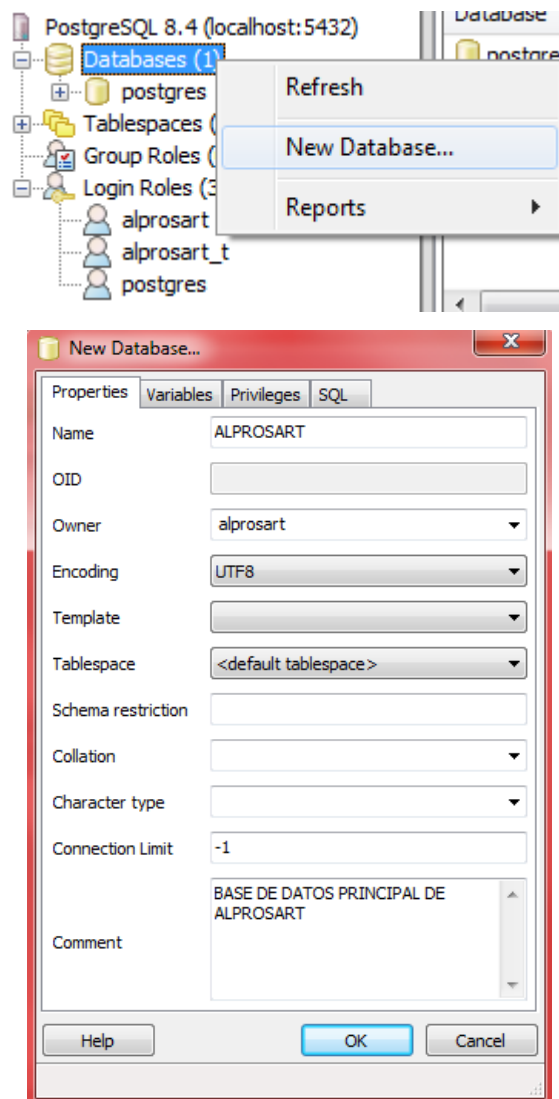 PostgreSQL 8.4 (localhost:5432)
Databases (1)
postgres
Tablespaces (
Group Roles (
Login Roles (3
alprosart
alprosart_t
postgres
Database
postgre
Refresh
New Database...
Reports
New Database...
Properties Variables Privileges SQL
Name ALPROSART
OID
Owner alprosart
Encoding UTF8
Template
Tablespace <default tablespace>
Schema restriction
Collation
Character type
Connection Limit -1
Comment BASE DE DATOS PRINCIPAL DE
ALPROSART
Help OK Cancel